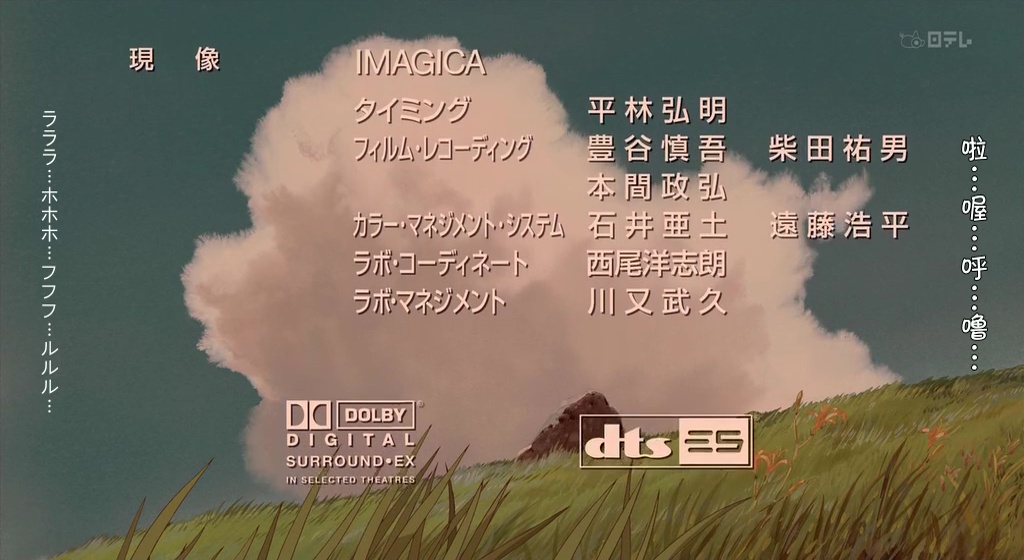 日テレ
現 像 IMAGICA
タイミング 平林弘明
フィルム・レコーディング 豊谷慎吾 柴田祐男
本間政弘
カラー・マネジメント・システム 石井亜土 遠藤浩平
ラボ・コーディネート 西尾洋志朗
ラボ・マネジメント 川又武久
DOLBY
DIGITAL
SURROUND•EX
IN SELECTED THEATRES
dts ES
ラララ…ホホホ…フフフ…ルルル…
啦…喔…呼…噜…